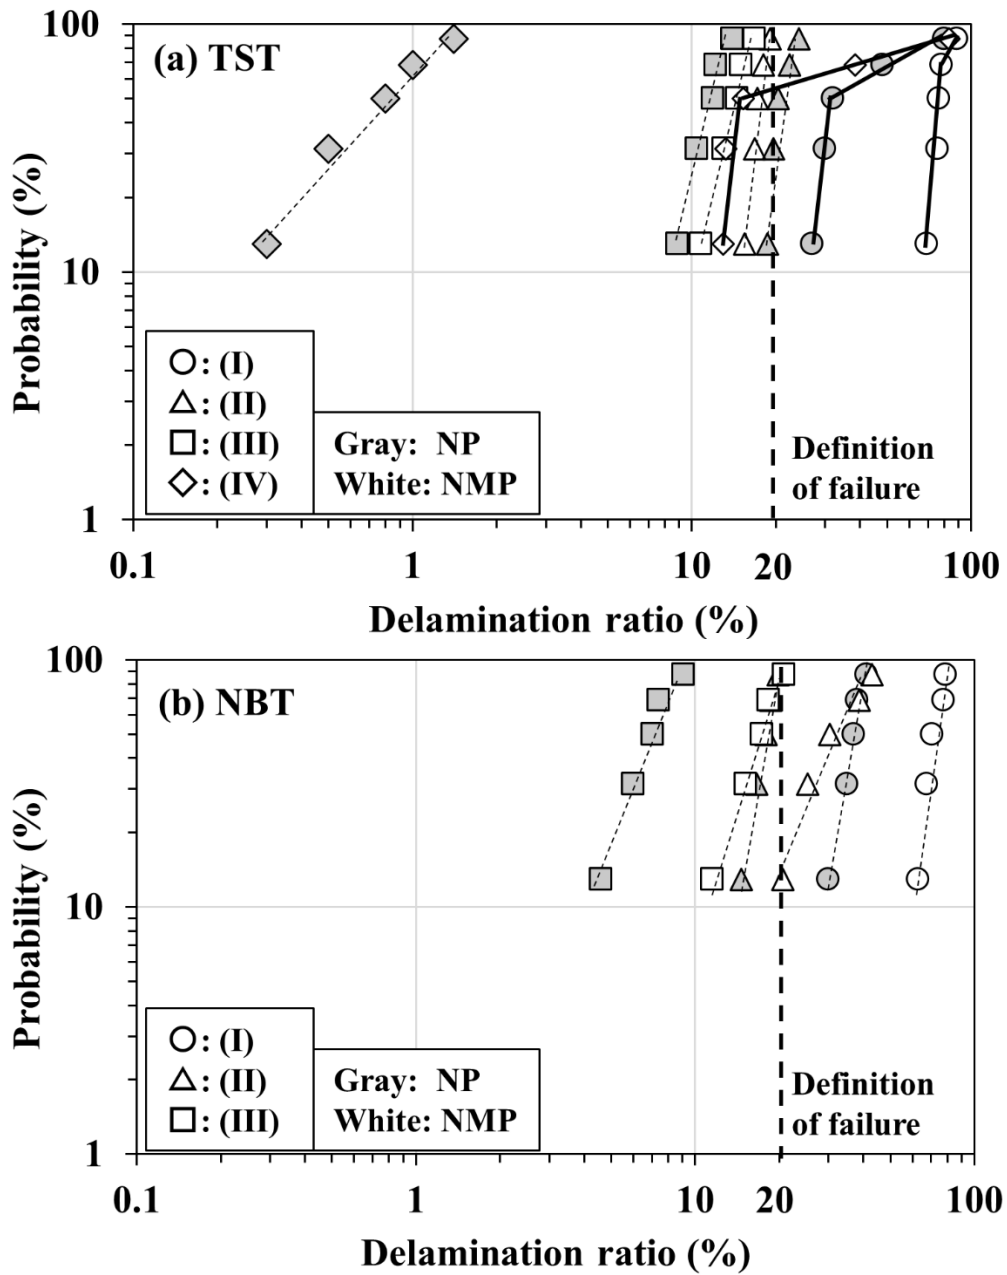 (a) TST
Probability (%)
100
10
1
0.1
1
10
20
100
Delamination ratio (%)
: (I)
: (II)
: (III)
: (IV)
Gray: NP
White: NMP
Definition
of failure
(b) NBT
Probability (%)
100
10
1
0.1
1
10
20
100
Delamination ratio (%)
: (I)
: (II)
: (III)
Gray: NP
White: NMP
Definition
of failure